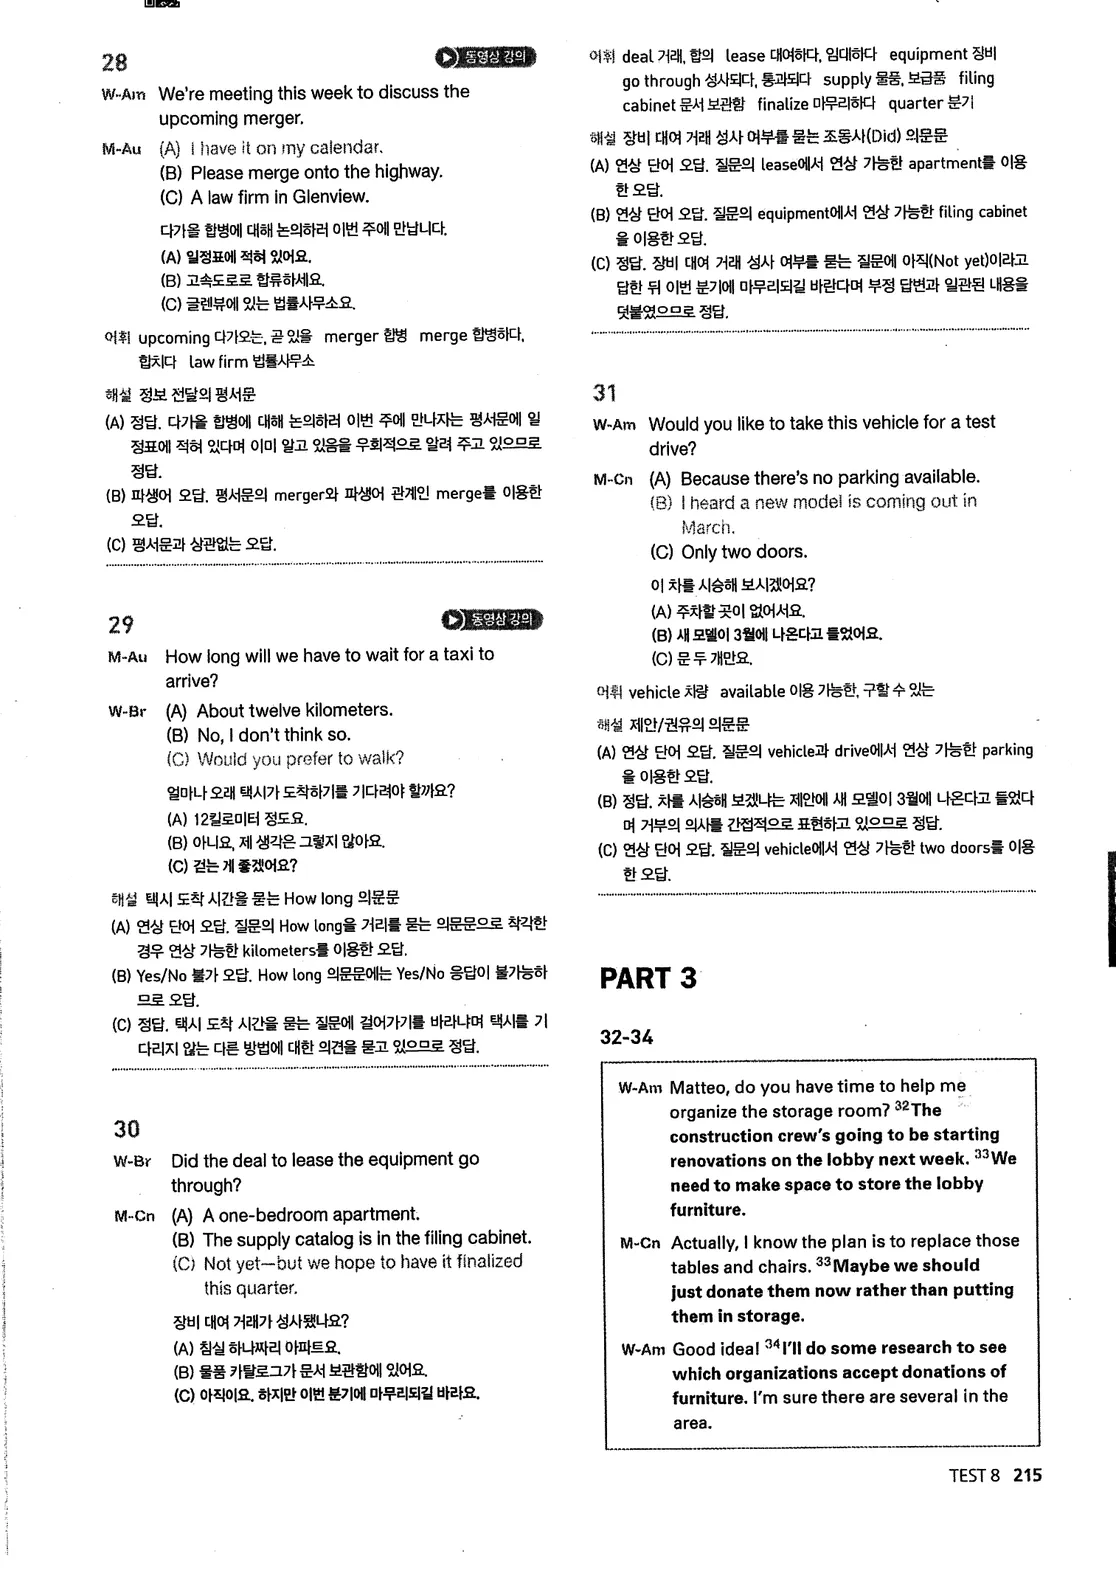 28
동영상 강의
W-Am We're meeting this week to discuss the
upcoming merger.
M-Au (A) I have it on my calendar.
(B) Please merge onto the highway.
(C) A law firm in Glenview.
다가올 합병에 대해 논의하려 이번 주에 만납니다.
(A) 일정표에 적혀 있어요.
(B) 고속도로로 합류하세요.
(C) 글렌뷰에 있는 법률사무소요.
어휘 upcoming 다가오는, 곧 있을 merger 합병 merge 합병하다,
합치다 law firm 법률사무소
해설 정보 전달의 평서문
(A) 정답. 다가올 합병에 대해 논의하려 이번 주에 만나자는 평서문에 일
정표에 적혀 있다며 이미 알고 있음을 우회적으로 알려 주고 있으므로
정답.
(B) 파생어 오답. 평서문의 merger와 파생어 관계인 merge를 이용한
오답.
(C) 평서문과 상관없는 오답.
29
동영상 강의
M-Au How long will we have to wait for a taxi to
arrive?
W-Br (A) About twelve kilometers.
(B) No, I don't think so.
(C) Would you prefer to walk?
얼마나 오래 택시가 도착하기를 기다려야 할까요?
(A) 12킬로미터 정도요.
(B) 아니요, 제 생각은 그렇지 않아요.
(C) 걷는 게 좋겠어요?
해설 택시 도착 시간을 묻는 How long 의문문
(A) 연상 단어 오답. 질문의 How long을 거리를 묻는 의문문으로 착각한
경우 연상 가능한 kilometers를 이용한 오답.
(B) Yes/No 불가 오답. How long 의문문에는 Yes/No 응답이 불가능하
므로 오답.
(C) 정답. 택시 도착 시간을 묻는 질문에 걸어가기를 바라냐며 택시를 기
다리지 않는 다른 방법에 대한 의견을 묻고 있으므로 정답.
30
W-Br Did the deal to lease the equipment go
through?
M-Cn (A) A one-bedroom apartment.
(B) The supply catalog is in the filing cabinet.
(C) Not yet—but we hope to have it finalized
this quarter.
장비 대여 거래가 성사됐나요?
(A) 침실 하나짜리 아파트요.
(B) 물품 카탈로그가 문서 보관함에 있어요.
(C) 아직이요. 하지만 이번 분기에 마무리되길 바라요.
어휘 deal 거래, 합의 lease 대여하다, 임대하다 equipment 장비
go through 성사되다, 통과되다 supply 물품, 보급품 filing
cabinet 문서 보관함 finalize 마무리하다 quarter 분기
해설 장비 대여 거래 성사 여부를 묻는 조동사(Did) 의문문
(A) 연상 단어 오답. 질문의 lease에서 연상 가능한 apartment를 이용
한 오답.
(B) 연상 단어 오답. 질문의 equipment에서 연상 가능한 filing cabinet
을 이용한 오답.
(C) 정답. 장비 대여 거래 성사 여부를 묻는 질문에 아직(Not yet)이라고
답한 뒤 이번 분기에 마무리되길 바란다며 부정 답변과 일관된 내용을
덧붙였으므로 정답.
31
W-Am Would you like to take this vehicle for a test
drive?
M-Cn (A) Because there's no parking available.
(B) I heard a new model is coming out in
March.
(C) Only two doors.
이 차를 시승해 보시겠어요?
(A) 주차할 곳이 없어서요.
(B) 새 모델이 3월에 나온다고 들었어요.
(C) 문 두 개만요.
어휘 vehicle 차량 available 이용 가능한, 구할 수 있는
해설 제안/권유의 의문문
(A) 연상 단어 오답. 질문의 vehicle과 drive에서 연상 가능한 parking
을 이용한 오답.
(B) 정답. 차를 시승해 보겠냐는 제안에 새 모델이 3월에 나온다고 들었다
며 거부의 의사를 간접적으로 표현하고 있으므로 정답.
(C) 연상 단어 오답. 질문의 vehicle에서 연상 가능한 two doors를 이용
한 오답.
PART 3
32-34
W-Am Matteo, do you have time to help me
organize the storage room? 32The
construction crew's going to be starting
renovations on the lobby next week. 33We
need to make space to store the lobby
furniture.
M-Cn Actually, I know the plan is to replace those
tables and chairs. 33Maybe we should
just donate them now rather than putting
them in storage.
W-Am Good idea! 34I'll do some research to see
which organizations accept donations of
furniture. I'm sure there are several in the
area.
TEST 8 215